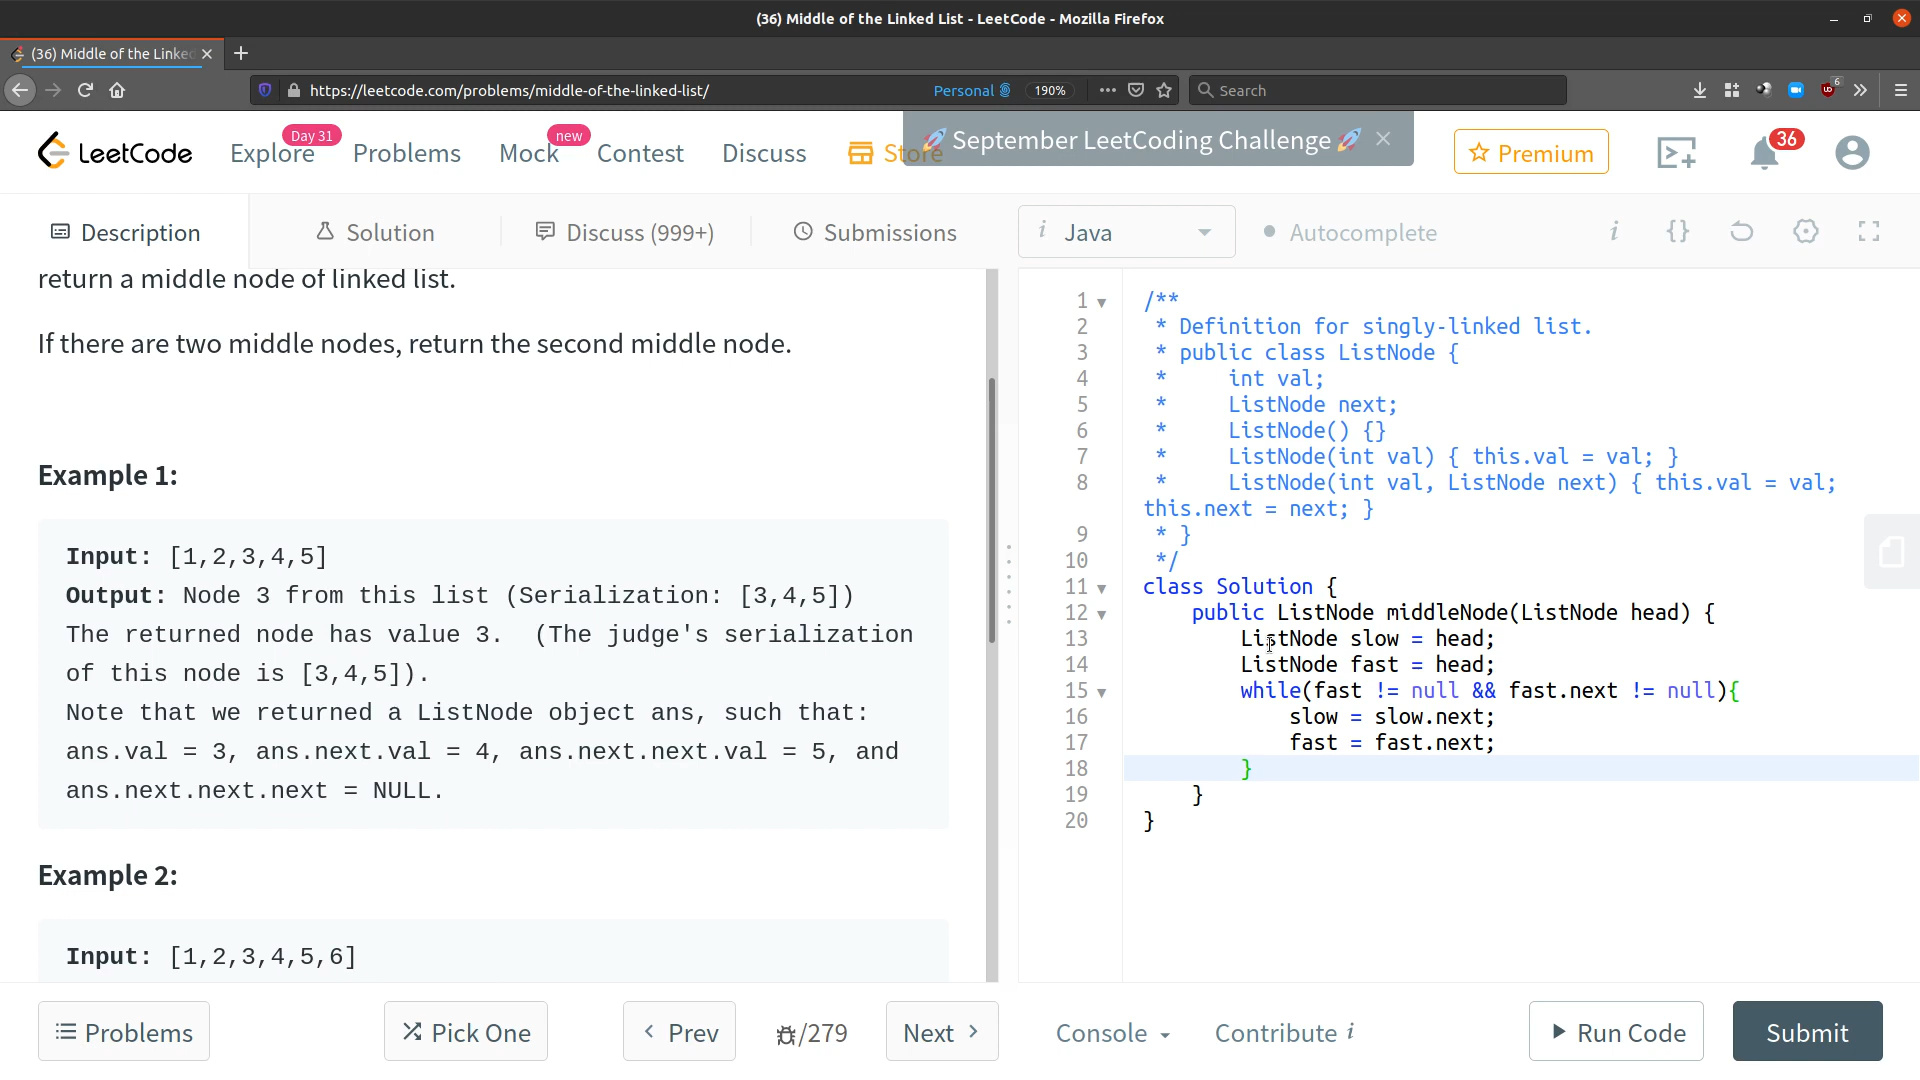 (36) Middle of the Linked List - LeetCode - Mozilla Firefox
(36) Middle of the Linked
https://leetcode.com/problems/middle-of-the-linked-list/
Personal
190%
Search
6
LeetCode
Explore
Day 31
Problems
Mock
new
Contest
Discuss
Store
🚀 September LeetCoding Challenge 🚀
Premium
36
Description
Solution
Discuss (999+)
Submissions
i Java
Autocomplete
i
{}
return a middle node of linked list.
If there are two middle nodes, return the second middle node.
Example 1:
Input: [1,2,3,4,5]
Output: Node 3 from this list (Serialization: [3,4,5])
The returned node has value 3.  (The judge's serialization
of this node is [3,4,5]).
Note that we returned a ListNode object ans, such that:
ans.val = 3, ans.next.val = 4, ans.next.next.val = 5, and
ans.next.next.next = NULL.
Example 2:
Input: [1,2,3,4,5,6]
1 /**
2  * Definition for singly-linked list.
3  * public class ListNode {
4  *     int val;
5  *     ListNode next;
6  *     ListNode() {}
7  *     ListNode(int val) { this.val = val; }
8  *     ListNode(int val, ListNode next) { this.val = val;
this.next = next; }
9  * }
10  */
11 class Solution {
12     public ListNode middleNode(ListNode head) {
13         ListNode slow = head;
14         ListNode fast = head;
15         while(fast != null && fast.next != null){
16             slow = slow.next;
17             fast = fast.next;
18         }
19     }
20 }
Problems
Pick One
Prev
/279
Next
Console
Contribute i
Run Code
Submit